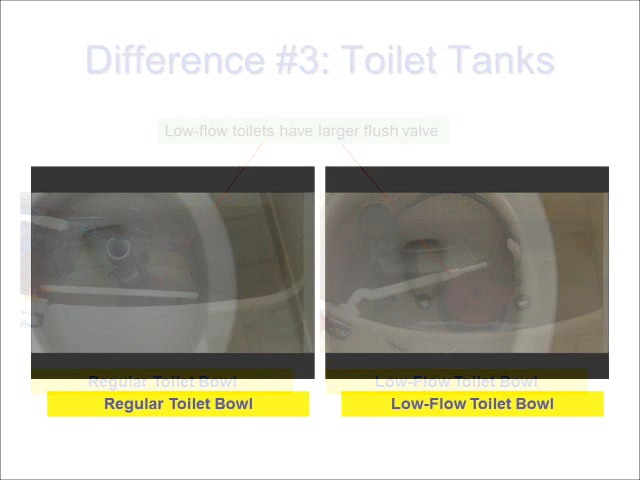 Difference #3: Toilet Tanks
Low-flow toilets have larger flush valve
Regular Toilet Bowl
Low-Flow Toilet Bowl
Regular Toilet Bowl
Low-Flow Toilet Bowl